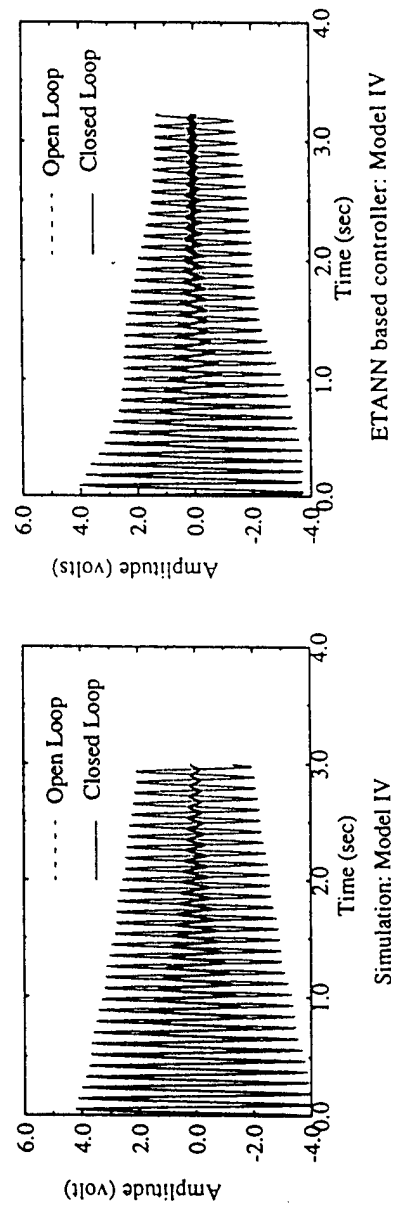 Amplitude (volt)
6.0
4.0
2.0
0.0
-2.0
-4.0
0.0
1.0
2.0
3.0
4.0
Open Loop
Closed Loop
Time (sec)
Simulation: Model IV
Amplitude (volts)
6.0
4.0
2.0
0.0
-2.0
-4.0
0.0
1.0
2.0
3.0
4.0
Open Loop
Closed Loop
Time (sec)
ETANN based controller: Model IV